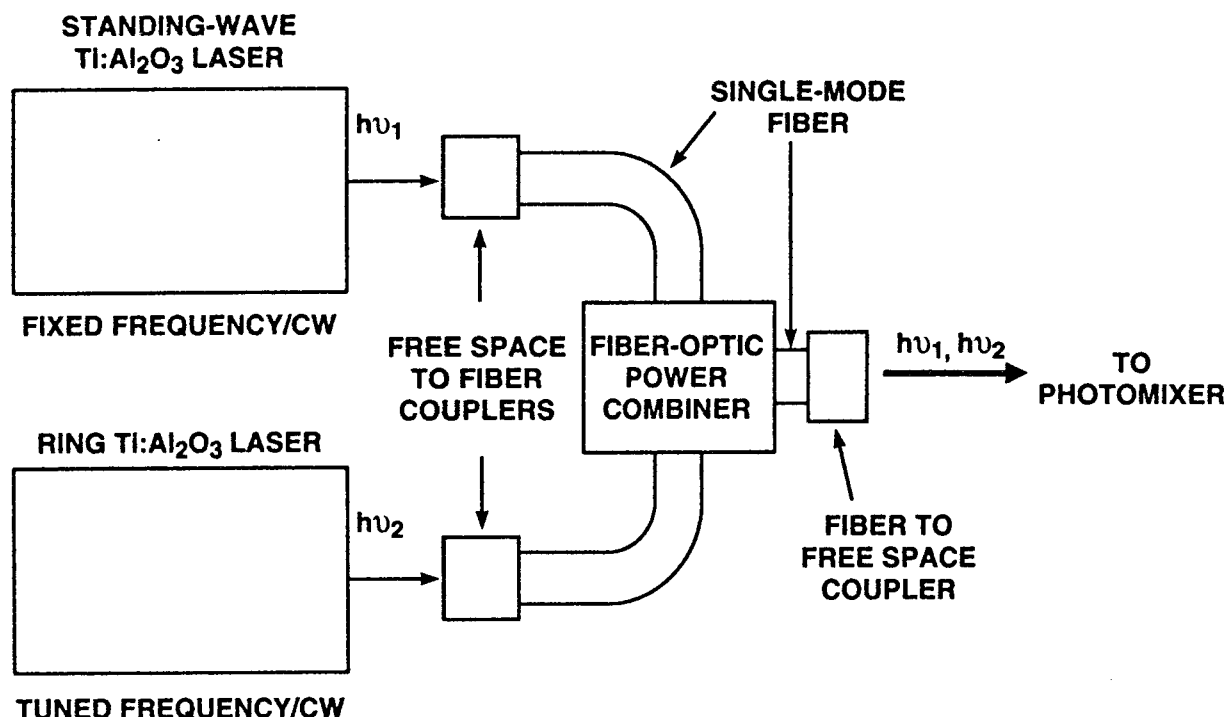 STANDING-WAVE
TI:Al₂O₃ LASER
hυ₁
FIXED FREQUENCY/CW
SINGLE-MODE
FIBER
FREE SPACE
TO FIBER
COUPLERS
FIBER-OPTIC
POWER
COMBINER
hυ₁, hυ₂
TO
PHOTOMIXER
RING TI:Al₂O₃ LASER
hυ₂
TUNED FREQUENCY/CW
FIBER TO
FREE SPACE
COUPLER